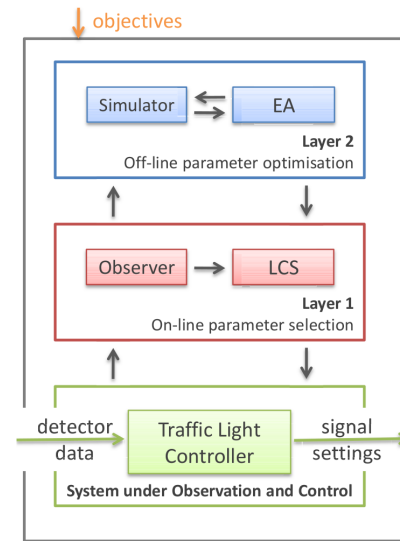 objectives
Simulator
EA
Layer 2
Off-line parameter optimisation
Observer
LCS
Layer 1
On-line parameter selection
detector
data
Traffic Light
Controller
signal
settings
System under Observation and Control